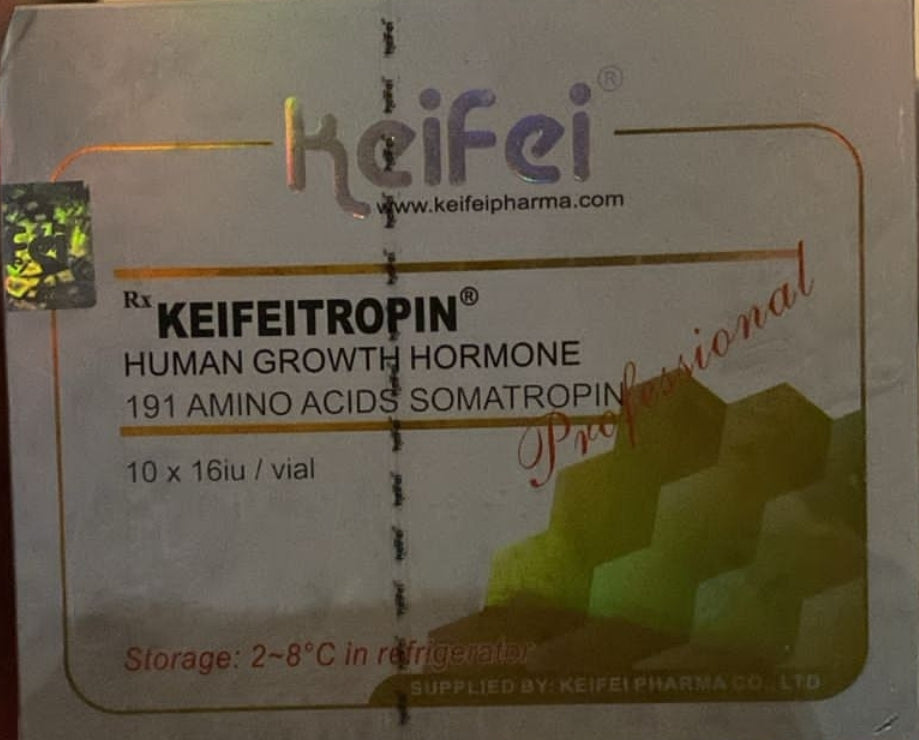 keifei®
www.keifeipharma.com
Rx KEIFEITROPIN®
HUMAN GROWTH HORMONE
191 AMINO ACIDS SOMATROPIN
Professional
10 x 16iu / vial
Storage: 2~8°C in refrigerator
SUPPLIED BY: KEIFEI PHARMA CO., LTD